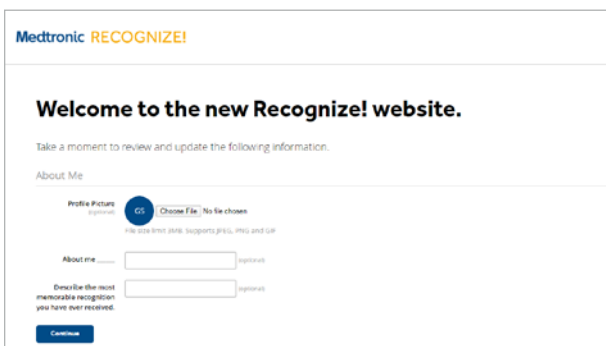 Medtronic RECOGNIZE!
Welcome to the new Recognize! website.
Take a moment to review and update the following information.
About Me
Profile Picture
(optional)
GS Choose File No file chosen
File size limit 8MB. Supports JPEG, PNG and GIF
About me ........ (optional)
Describe the most (optional)
memorable recognition
you have ever received.
Continue